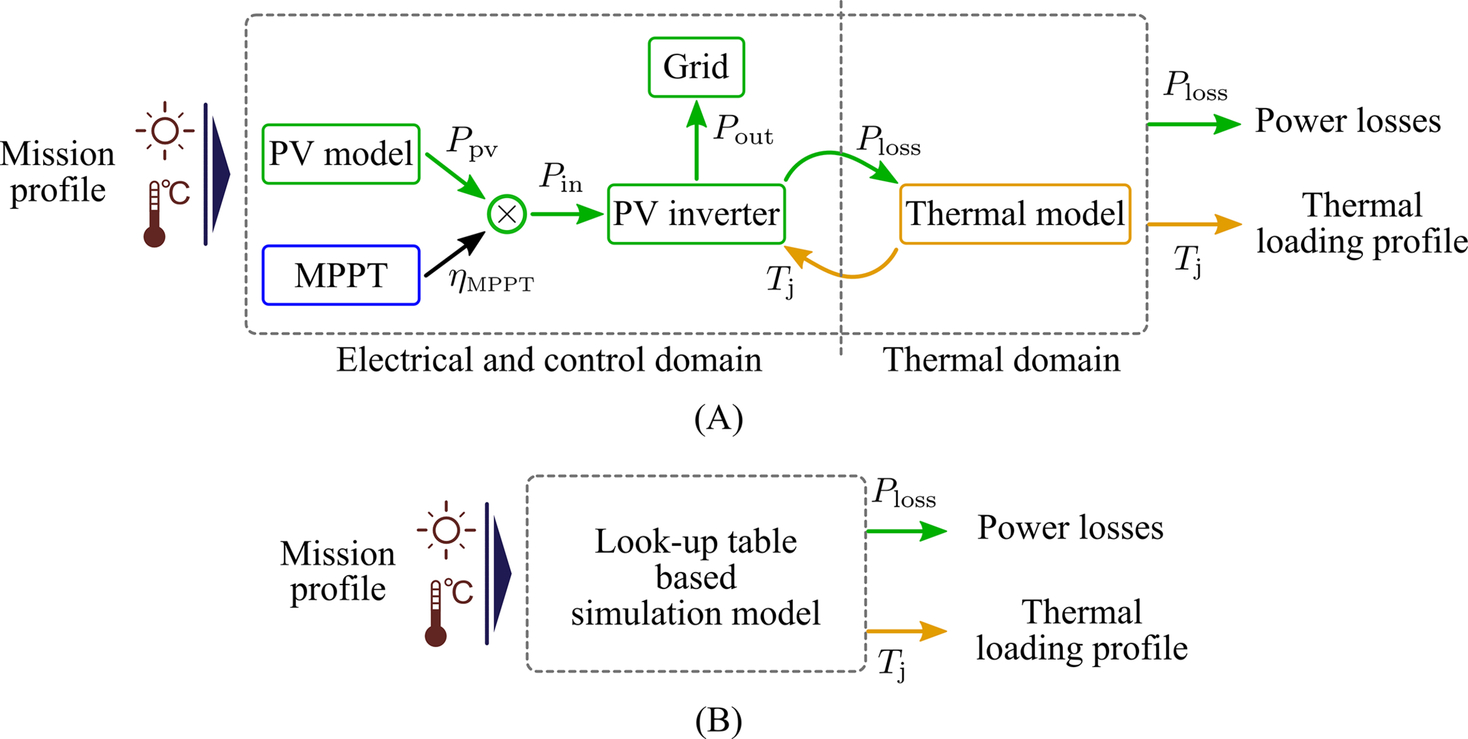 Grid
Mission
profile
°C
PV model
P_pv
P_in
P_out
P_loss
PV inverter
Thermal model
P_loss
Power losses
MPPT
η_MPPT
T_j
Thermal
loading profile
T_j
Electrical and control domain
Thermal domain
(A)
Mission
profile
°C
Look-up table
based
simulation model
P_loss
Power losses
Thermal
loading profile
T_j
(B)